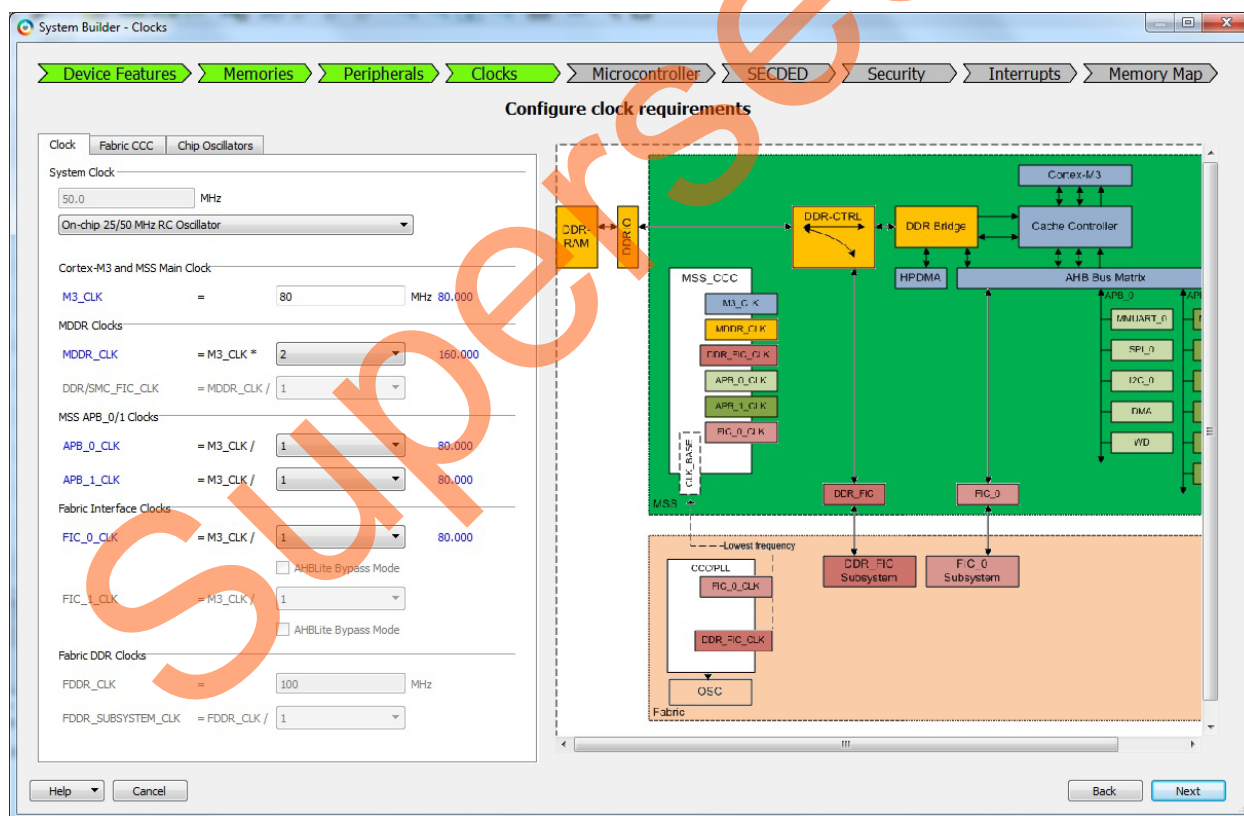 System Builder - Clocks
Device Features Memories Peripherals Clocks Microcontroller SECDED Security Interrupts Memory Map
Configure clock requirements
Clock Fabric CCC Chip Oscillators
System Clock
50.0 MHz
On-chip 25/50 MHz RC Oscillator
Cortex-M3 and MSS Main Clock
M3_CLK = 80 MHz 80.000
MDDR Clocks
MDDR_CLK = M3_CLK * 2 160.000
DDR/SMC_FIC_CLK = MDDR_CLK / 1
MSS APB_0/1 Clocks
APB_0_CLK = M3_CLK / 1 80.000
APB_1_CLK = M3_CLK / 1 80.000
Fabric Interface Clocks
FIC_0_CLK = M3_CLK / 1 80.000
AHBLite Bypass Mode
FIC_1_CLK = M3_CLK / 1
AHBLite Bypass Mode
Fabric DDR Clocks
FDDR_CLK = 100 MHz
FDDR_SUBSYSTEM_CLK = FDDR_CLK / 1
Cortex-M3
DDR-
RAM
DDR-CTRL
DDR Bridge
Cache Controller
HPDMA
AHB Bus Matrix
MSS_CCC
M3_CLK
MDDR_CLK
DDR_FIC_CLK
APB_0_CLK
APB_1_CLK
FIC_0_CLK
CLK_BASE
APB_0
MMUART_0
SPI_0
I2C_0
DMA
WD
MSS
DDR_FIC
FIC_0
Lowest frequency
CCC/PLL
FIC_0_CLK
DDR_FIC_CLK
OSC
DDR_FIC
Subsystem
FIC_0
Subsystem
Fabric
Help Cancel Back Next